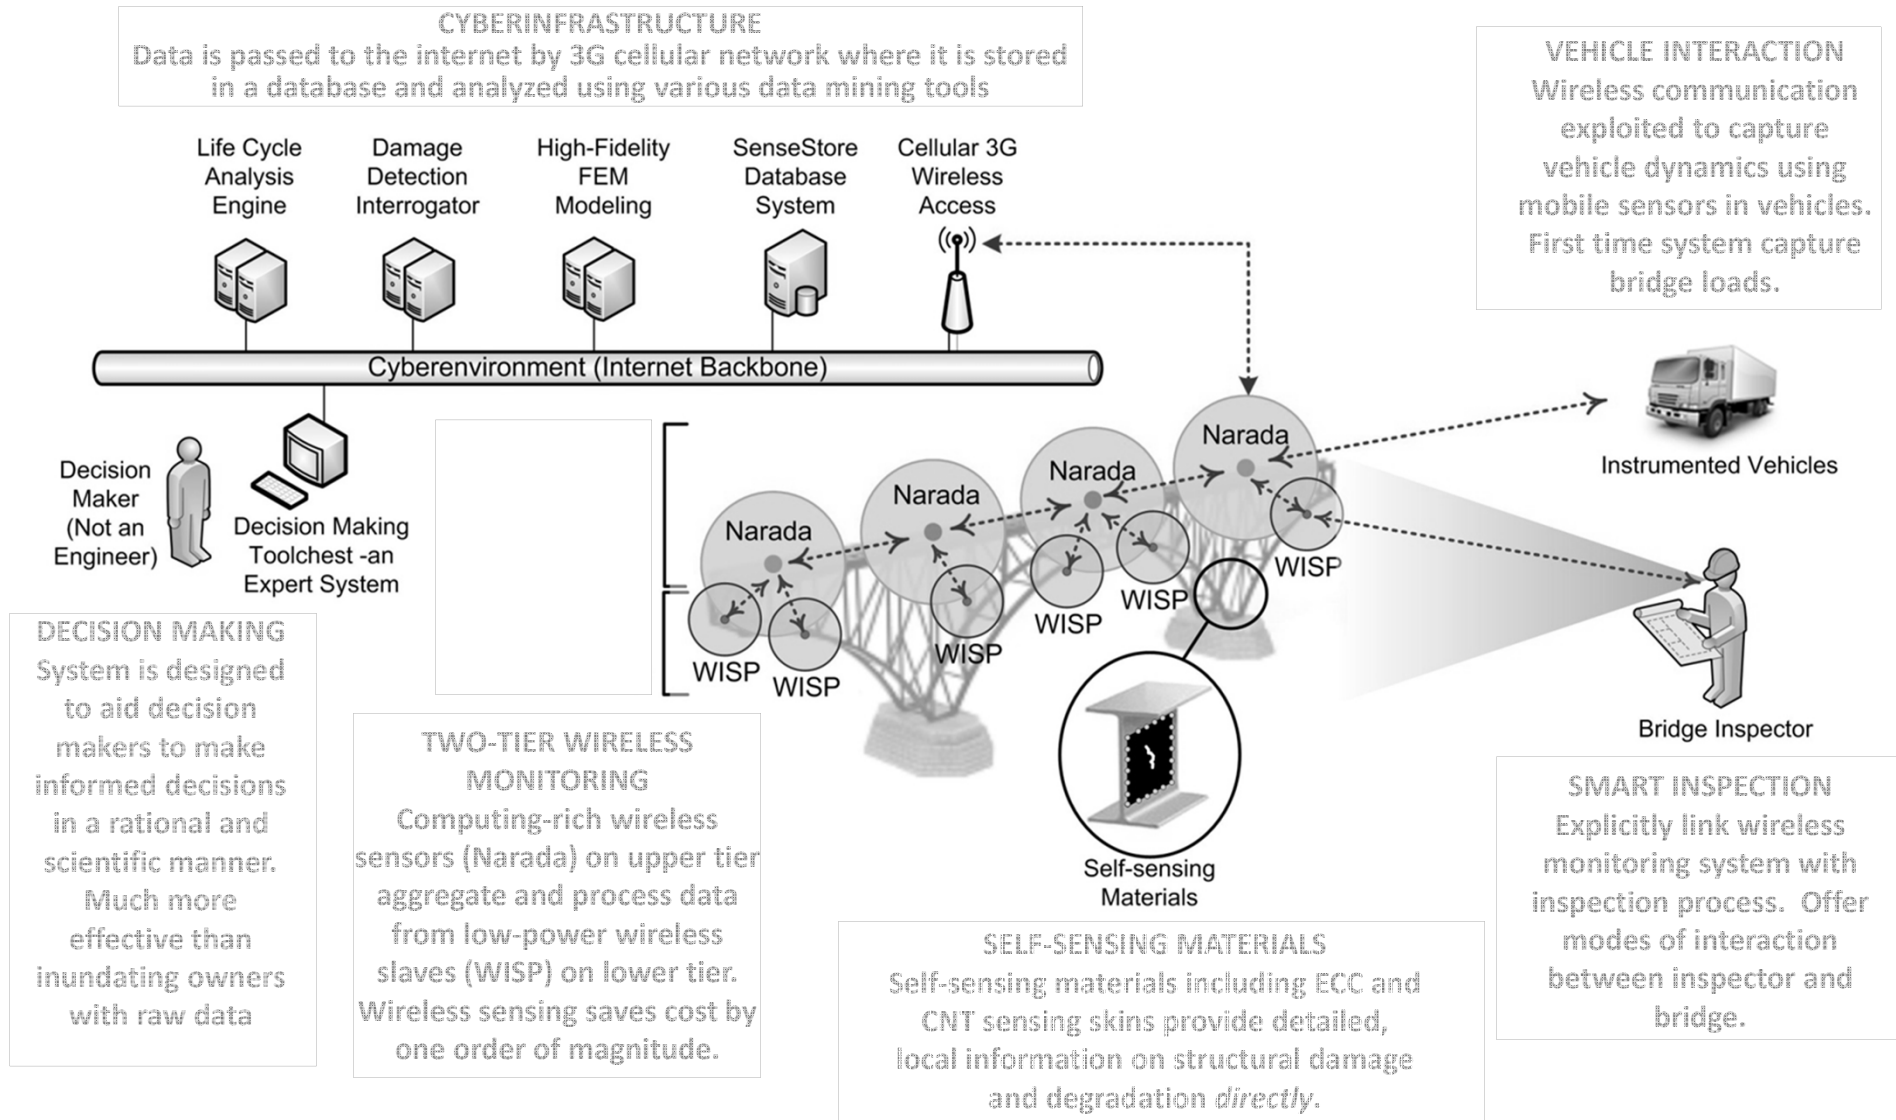 CYBERINFRASTRUCTURE
Data is passed to the internet by 3G cellular network where it is stored
in a database and analyzed using various data mining tools
VEHICLE INTERACTION
Wireless communication
exploited to capture
vehicle dynamics using
mobile sensors in vehicles.
First time system capture
bridge loads.
Life Cycle
Analysis
Engine
Damage
Detection
Interrogator
High-Fidelity
FEM
Modeling
SenseStore
Database
System
Cellular 3G
Wireless
Access
Cyberenvironment (Internet Backbone)
Decision
Maker
(Not an
Engineer)
Decision Making
Toolchest -an
Expert System
Narada
Narada
Narada
Narada
WISP
WISP
WISP
WISP
WISP
WISP
Instrumented Vehicles
Bridge Inspector
Self-sensing
Materials
DECISION MAKING
System is designed
to aid decision
makers to make
informed decisions
in a rational and
scientific manner.
Much more
effective than
inundating owners
with raw data
TWO-TIER WIRELESS
MONITORING
Computing-rich wireless
sensors (Narada) on upper tier
aggregate and process data
from low-power wireless
slaves (WISP) on lower tier.
Wireless sensing saves cost by
one order of magnitude.
SELF-SENSING MATERIALS
Self-sensing materials including ECC and
CNT sensing skins provide detailed,
local information on structural damage
and degradation directly.
SMART INSPECTION
Explicitly link wireless
monitoring system with
inspection process.  Offer
modes of interaction
between inspector and
bridge.